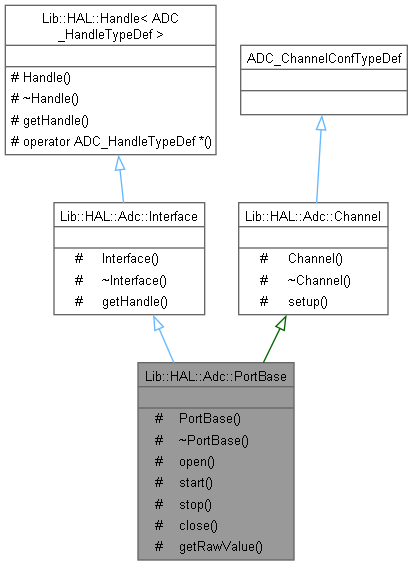 Lib::HAL::Handle< ADC
_HandleTypeDef >
# Handle()
# ~Handle()
# getHandle()
# operator ADC_HandleTypeDef *()
ADC_ChannelConfTypeDef
Lib::HAL::Adc::Interface
# Interface()
# ~Interface()
# getHandle()
Lib::HAL::Adc::Channel
# Channel()
# ~Channel()
# setup()
Lib::HAL::Adc::PortBase
# PortBase()
# ~PortBase()
# open()
# start()
# stop()
# close()
# getRawValue()